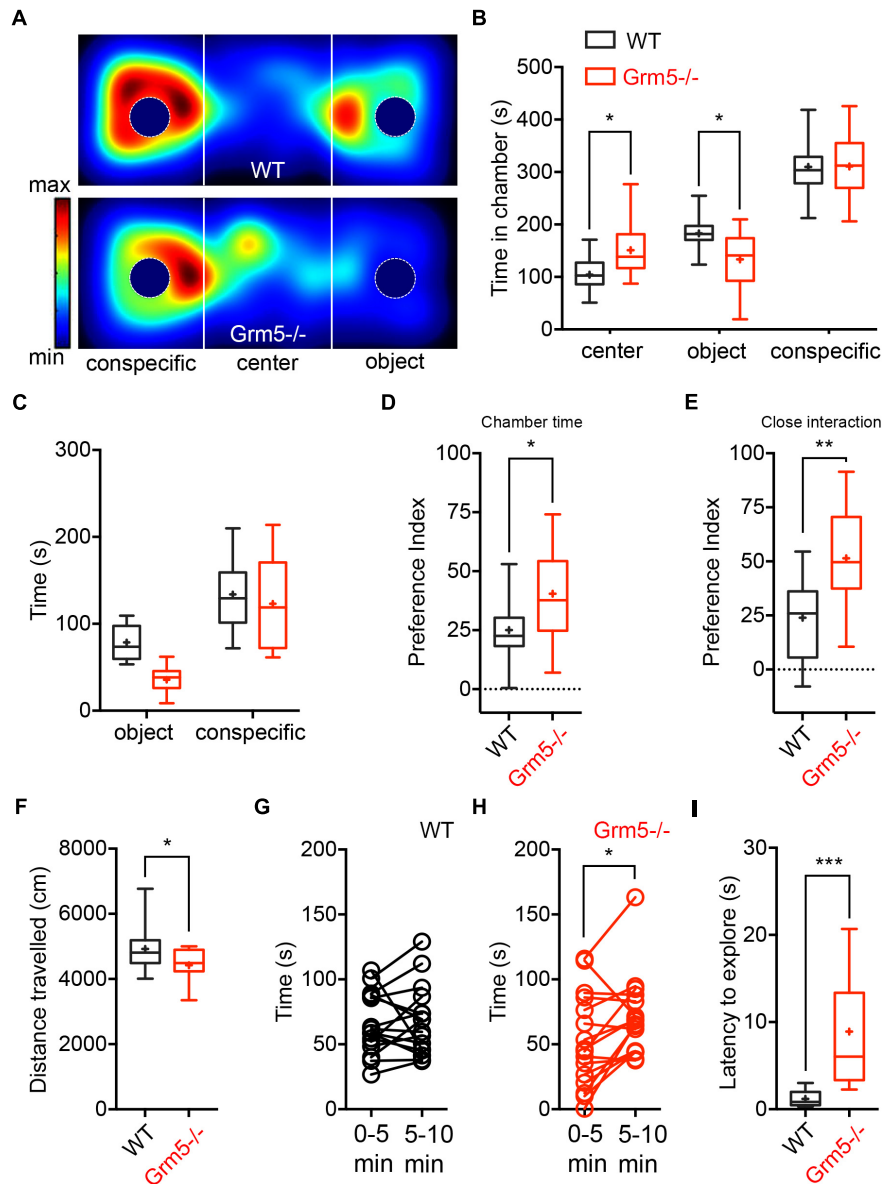 A
max
min
WT
Grm5-/-
conspecific center object
B
WT
Grm5-/-
Time in chamber (s)
500
400
300
200
100
0
* *
center object conspecific
C
Time (s)
300
200
100
0
object conspecific
D
Chamber time
*
Preference Index
100
75
50
25
0
WT
Grm5-/-
E
Close interaction
**
Preference Index
100
75
50
25
0
WT
Grm5-/-
F
*
Distance travelled (cm)
8000
6000
4000
2000
0
WT
Grm5-/-
G
WT
Time (s)
200
150
100
50
0
0-5 5-10
min min
H
Grm5-/-
*
Time (s)
200
150
100
50
0
0-5 5-10
min min
I
***
Latency to explore (s)
30
20
10
0
WT
Grm5-/-